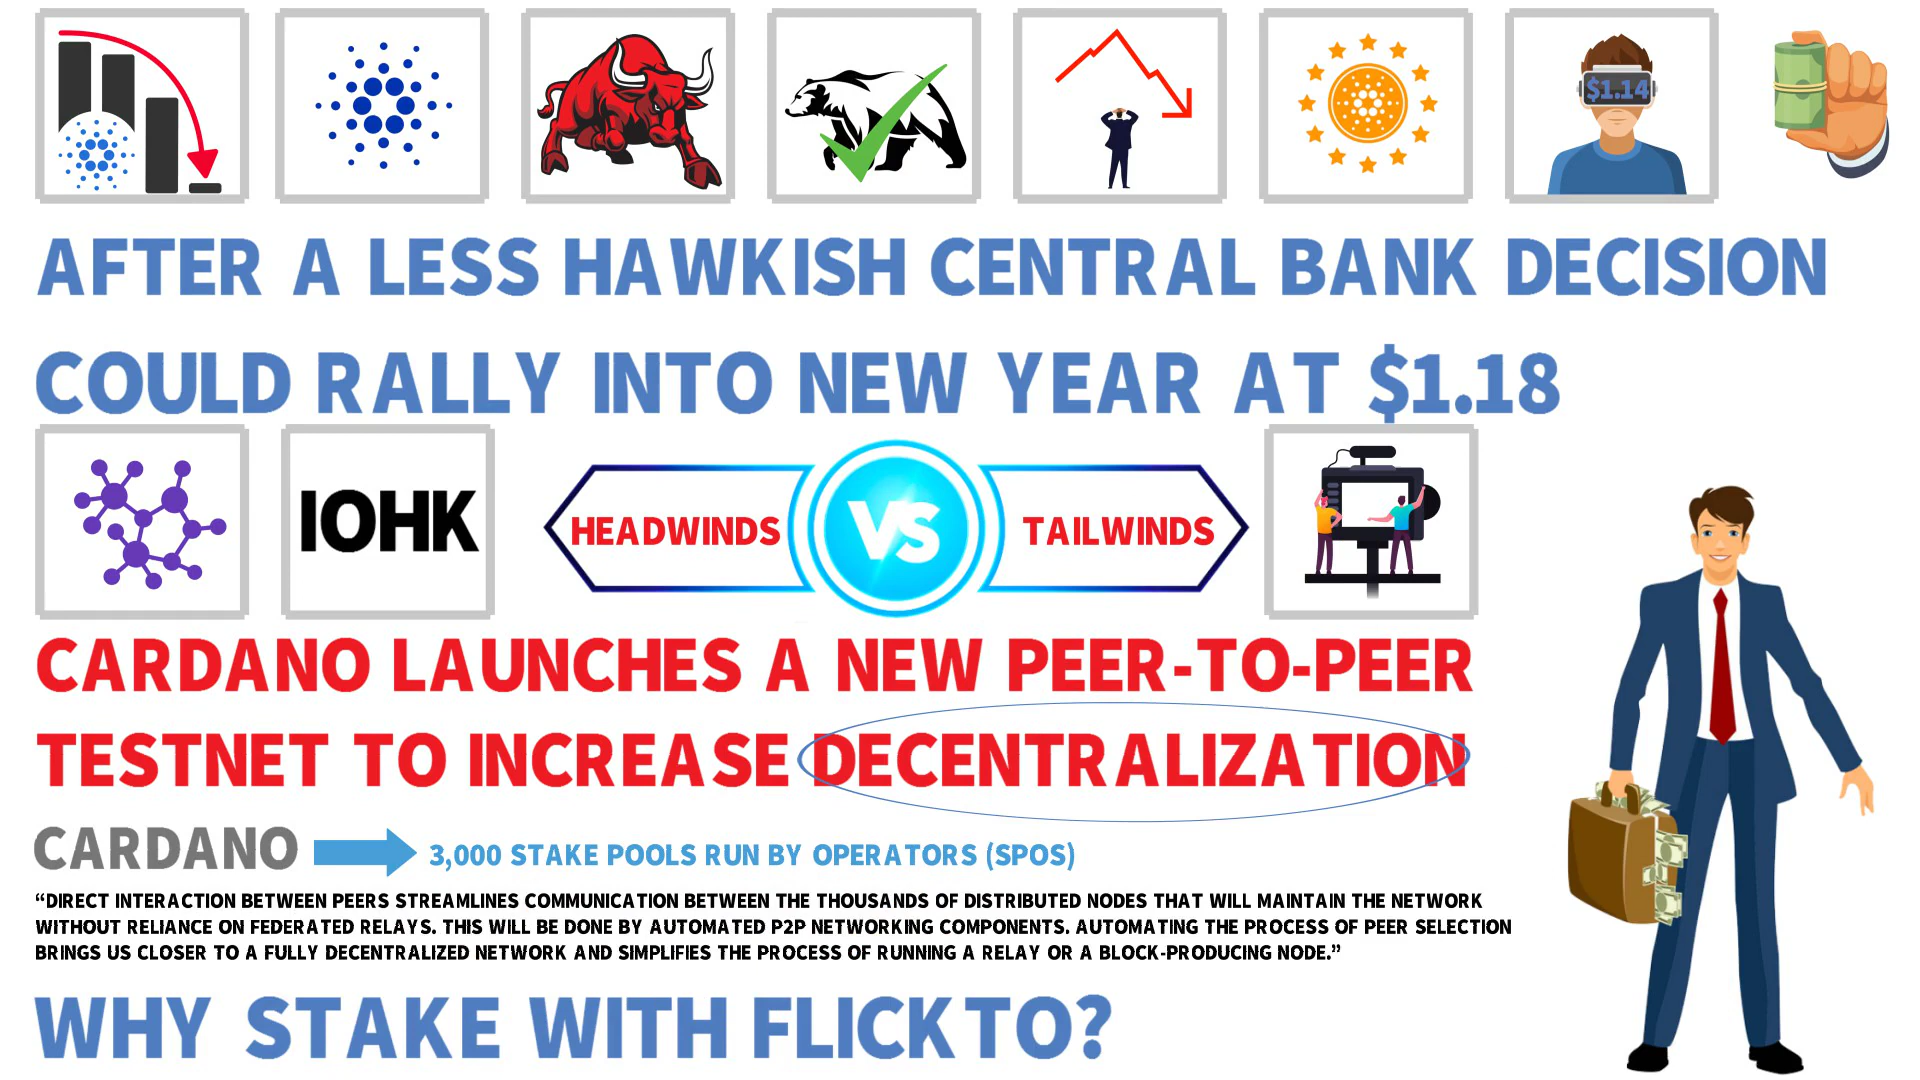 $1.14
AFTER A LESS HAWKISH CENTRAL BANK DECISION
COULD RALLY INTO NEW YEAR AT $1.18
IOHK
HEADWINDS VS TAILWINDS
CARDANO LAUNCHES A NEW PEER-TO-PEER
TESTNET TO INCREASE DECENTRALIZATION
CARDANO 3,000 STAKE POOLS RUN BY OPERATORS (SPOS)
“DIRECT INTERACTION BETWEEN PEERS STREAMLINES COMMUNICATION BETWEEN THE THOUSANDS OF DISTRIBUTED NODES THAT WILL MAINTAIN THE NETWORK
WITHOUT RELIANCE ON FEDERATED RELAYS. THIS WILL BE DONE BY AUTOMATED P2P NETWORKING COMPONENTS. AUTOMATING THE PROCESS OF PEER SELECTION
BRINGS US CLOSER TO A FULLY DECENTRALIZED NETWORK AND SIMPLIFIES THE PROCESS OF RUNNING A RELAY OR A BLOCK-PRODUCING NODE.”
WHY STAKE WITH FLICKTO?